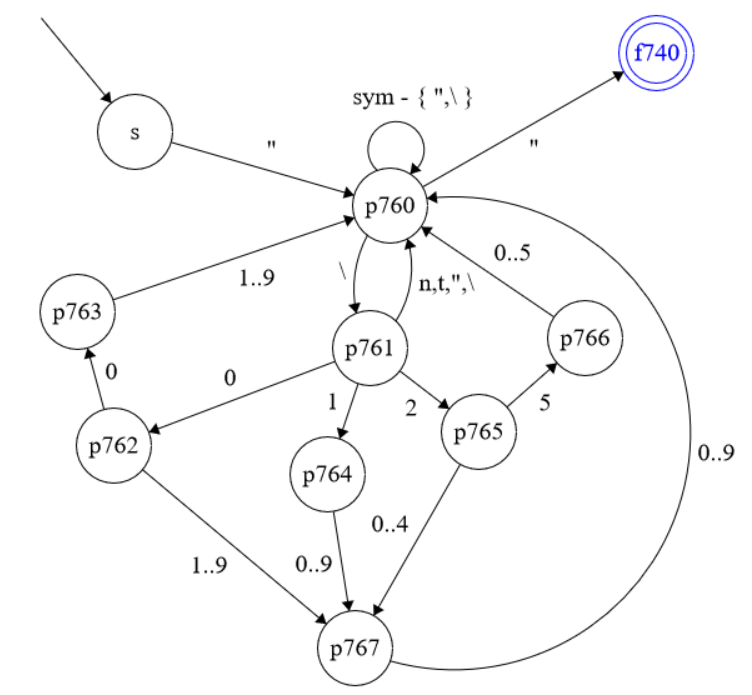 f740
sym - { ",\ }
s
"
"
p760
1..9
\
n,t,",\
0..5
p763
p761
p766
0
0
1
2
5
p762
p764
p765
0..9
1..9
0..9
0..4
p767